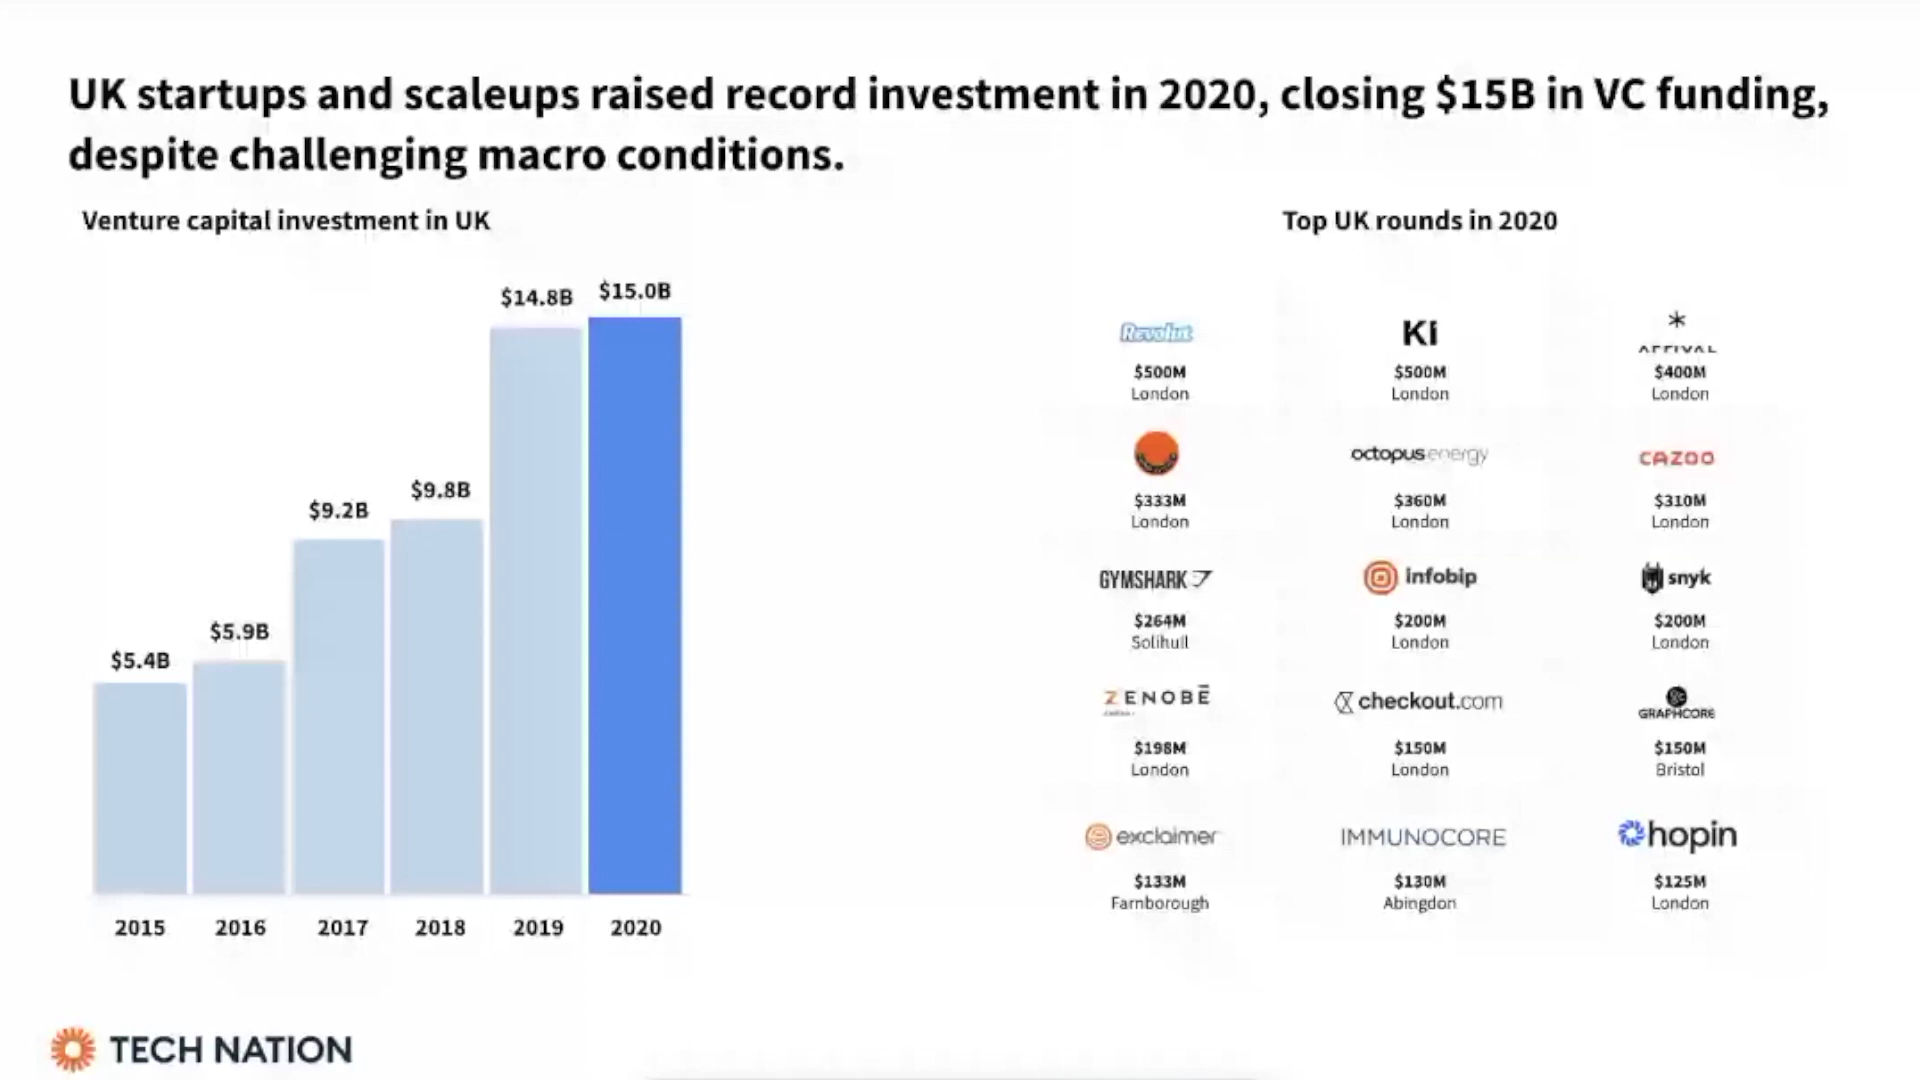 UK startups and scaleups raised record investment in 2020, closing $15B in VC funding,
despite challenging macro conditions.
Venture capital investment in UK
$5.4B
$5.9B
$9.2B
$9.8B
$14.8B
$15.0B
2015
2016
2017
2018
2019
2020
Top UK rounds in 2020
Revolut
$500M
London
Ki
$500M
London
ARRIVAL
$400M
London
$333M
London
octopusenergy
$360M
London
CAZOO
$310M
London
GYMSHARK
$264M
Solihull
infobip
$200M
London
snyk
$200M
London
ZENOBĒ
$198M
London
checkout.com
$150M
London
GRAPHCORE
$150M
Bristol
exclaimer
$133M
Farnborough
IMMUNOCORE
$130M
Abingdon
hopin
$125M
London
TECH NATION